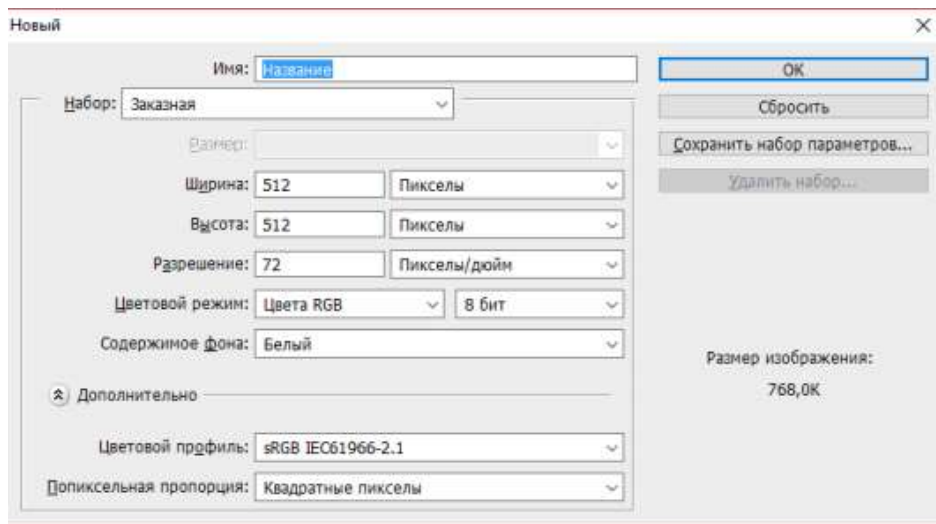 Новый
Имя: Название
OK
Набор: Заказная
Сбросить
Размер:
Сохранить набор параметров...
Ширина: 512 Пикселы
Удалить набор...
Высота: 512 Пикселы
Разрешение: 72 Пикселы/дюйм
Цветовой режим: Цвета RGB 8 бит
Содержимое фона: Белый
Размер изображения:
768,0K
Дополнительно
Цветовой профиль: sRGB IEC61966-2.1
Попиксельная пропорция: Квадратные пикселы